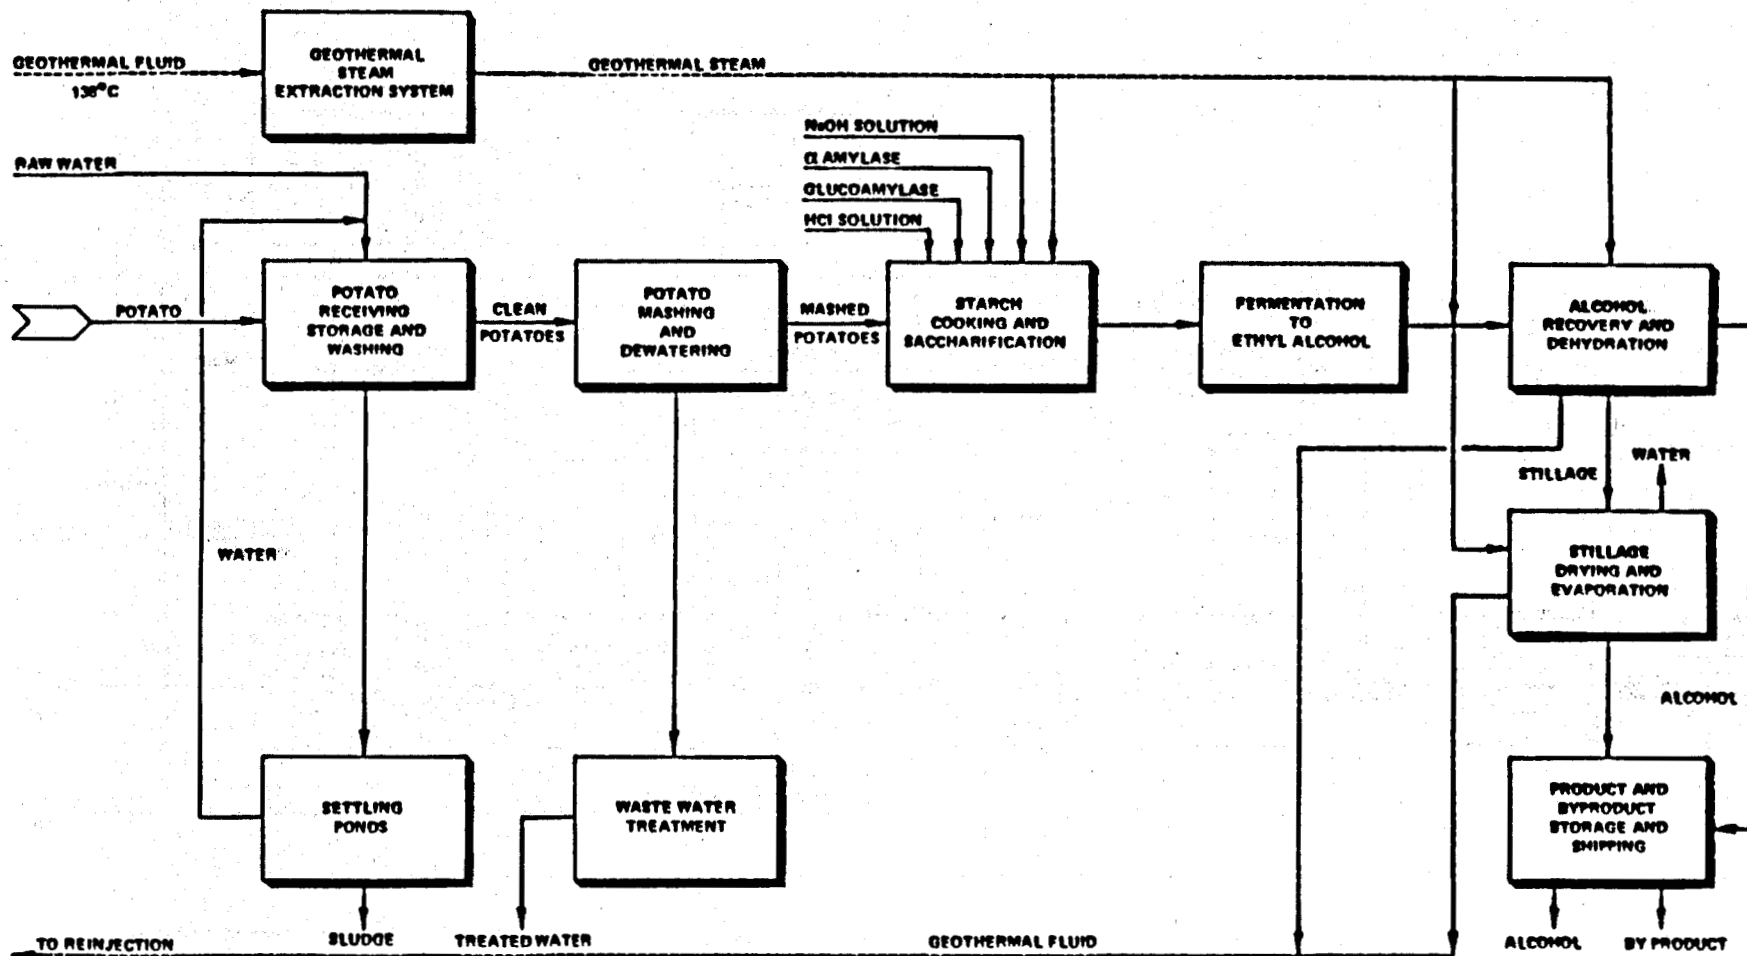 GEOTHERMAL
STEAM
EXTRACTION SYSTEM
GEOTHERMAL FLUID
138°C
GEOTHERMAL STEAM
RAW WATER
NaOH SOLUTION
α AMYLASE
GLUCOAMYLASE
HCl SOLUTION
POTATO
POTATO
RECEIVING
STORAGE AND
WASHING
CLEAN
POTATOES
POTATO
MASHING
AND
DEWATERING
MASHED
POTATOES
STARCH
COOKING AND
SACCHARIFICATION
FERMENTATION
TO
ETHYL ALCOHOL
ALCOHOL
RECOVERY AND
DEHYDRATION
STILLAGE
WATER
WATER
STILLAGE
DRYING AND
EVAPORATION
ALCOHOL
SETTLING
PONDS
WASTE WATER
TREATMENT
PRODUCT AND
BYPRODUCT
STORAGE AND
SHIPPING
TO REINJECTION
SLUDGE
TREATED WATER
GEOTHERMAL FLUID
ALCOHOL
BY PRODUCT